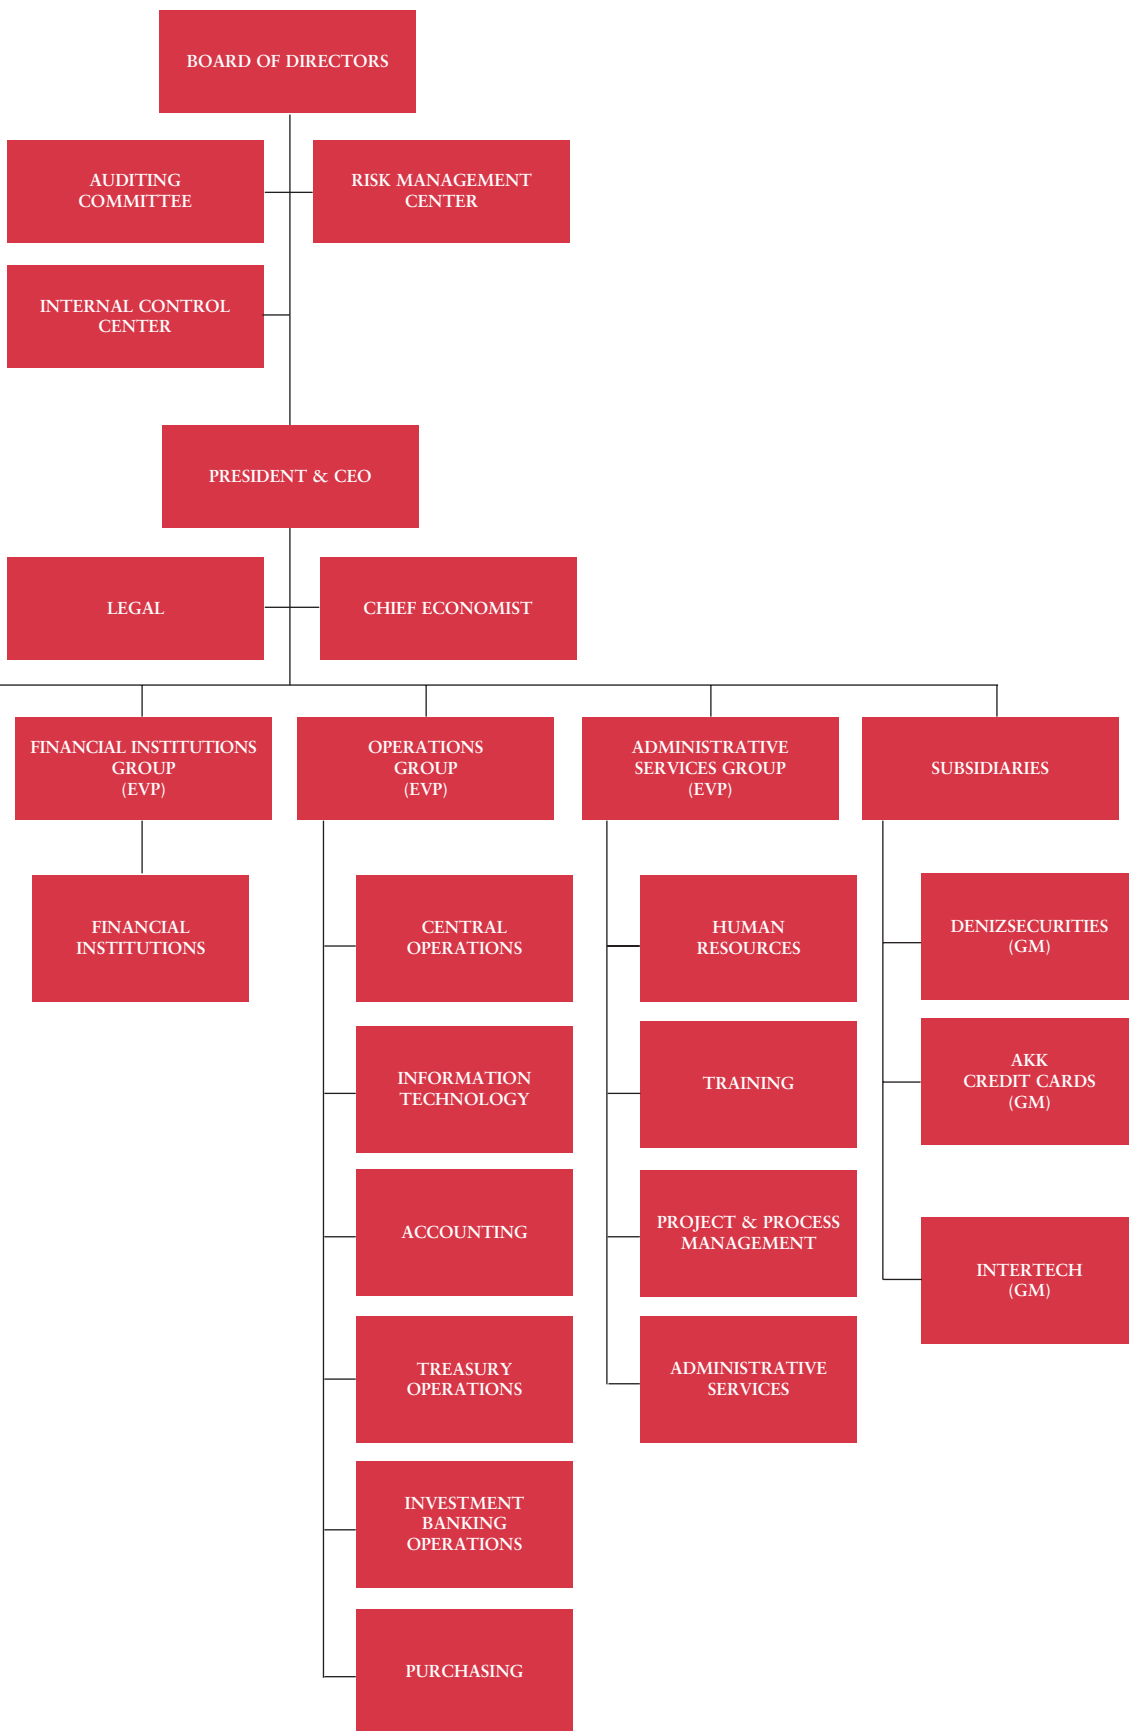 BOARD OF DIRECTORS
AUDITING
COMMITTEE
RISK MANAGEMENT
CENTER
INTERNAL CONTROL
CENTER
PRESIDENT & CEO
LEGAL
CHIEF ECONOMIST
FINANCIAL INSTITUTIONS
GROUP
(EVP)
OPERATIONS
GROUP
(EVP)
ADMINISTRATIVE
SERVICES GROUP
(EVP)
SUBSIDIARIES
FINANCIAL
INSTITUTIONS
CENTRAL
OPERATIONS
INFORMATION
TECHNOLOGY
ACCOUNTING
TREASURY
OPERATIONS
INVESTMENT
BANKING
OPERATIONS
PURCHASING
HUMAN
RESOURCES
TRAINING
PROJECT & PROCESS
MANAGEMENT
ADMINISTRATIVE
SERVICES
DENIZSECURITIES
(GM)
AKK
CREDIT CARDS
(GM)
INTERTECH
(GM)